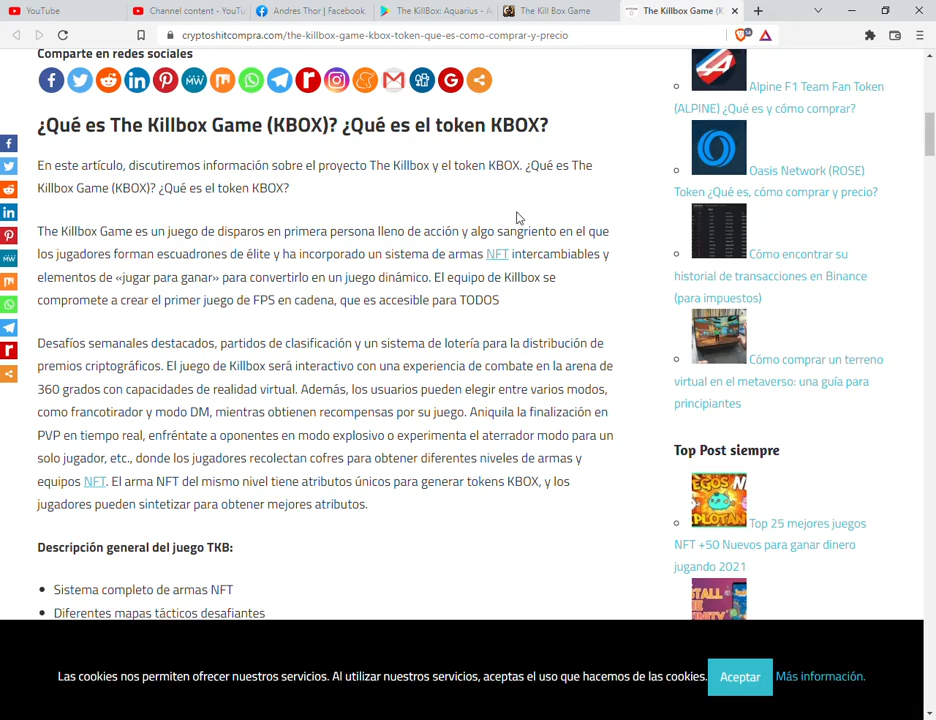 YouTube
Channel content - YouTu
Andres Thor | Facebook
The KillBox: Aquarius - A
The Kill Box Game
The Killbox Game (K
cryptoshitcompra.com/the-killbox-game-kbox-token-que-es-como-comprar-y-precio
Comparte en redes sociales
¿Qué es The Killbox Game (KBOX)? ¿Qué es el token KBOX?
En este artículo, discutiremos información sobre el proyecto The Killbox y el token KBOX. ¿Qué es The
Killbox Game (KBOX)? ¿Qué es el token KBOX?
The Killbox Game es un juego de disparos en primera persona lleno de acción y algo sangriento en el que
los jugadores forman escuadrones de élite y ha incorporado un sistema de armas NFT intercambiables y
elementos de «jugar para ganar» para convertirlo en un juego dinámico. El equipo de Killbox se
compromete a crear el primer juego de FPS en cadena, que es accesible para TODOS
Desafíos semanales destacados, partidos de clasificación y un sistema de lotería para la distribución de
premios criptográficos. El juego de Killbox será interactivo con una experiencia de combate en la arena de
360 grados con capacidades de realidad virtual. Además, los usuarios pueden elegir entre varios modos,
como francotirador y modo DM, mientras obtienen recompensas por su juego. Aniquila la finalización en
PVP en tiempo real, enfréntate a oponentes en modo explosivo o experimenta el aterrador modo para un
solo jugador, etc., donde los jugadores recolectan cofres para obtener diferentes niveles de armas y
equipos NFT. El arma NFT del mismo nivel tiene atributos únicos para generar tokens KBOX, y los
jugadores pueden sintetizar para obtener mejores atributos.
Descripción general del juego TKB:
Sistema completo de armas NFT
Diferentes mapas tácticos desafiantes
Alpine F1 Team Fan Token
(ALPINE) ¿Qué es y cómo comprar?
Oasis Network (ROSE)
Token ¿Qué es, cómo comprar y precio?
Cómo encontrar su
historial de transacciones en Binance
(para impuestos)
Cómo comprar un terreno
virtual en el metaverso: una guía para
principiantes
Top Post siempre
Top 25 mejores juegos
NFT +50 Nuevos para ganar dinero
jugando 2021
Las cookies nos permiten ofrecer nuestros servicios. Al utilizar nuestros servicios, aceptas el uso que hacemos de las cookies.
Aceptar
Más información.